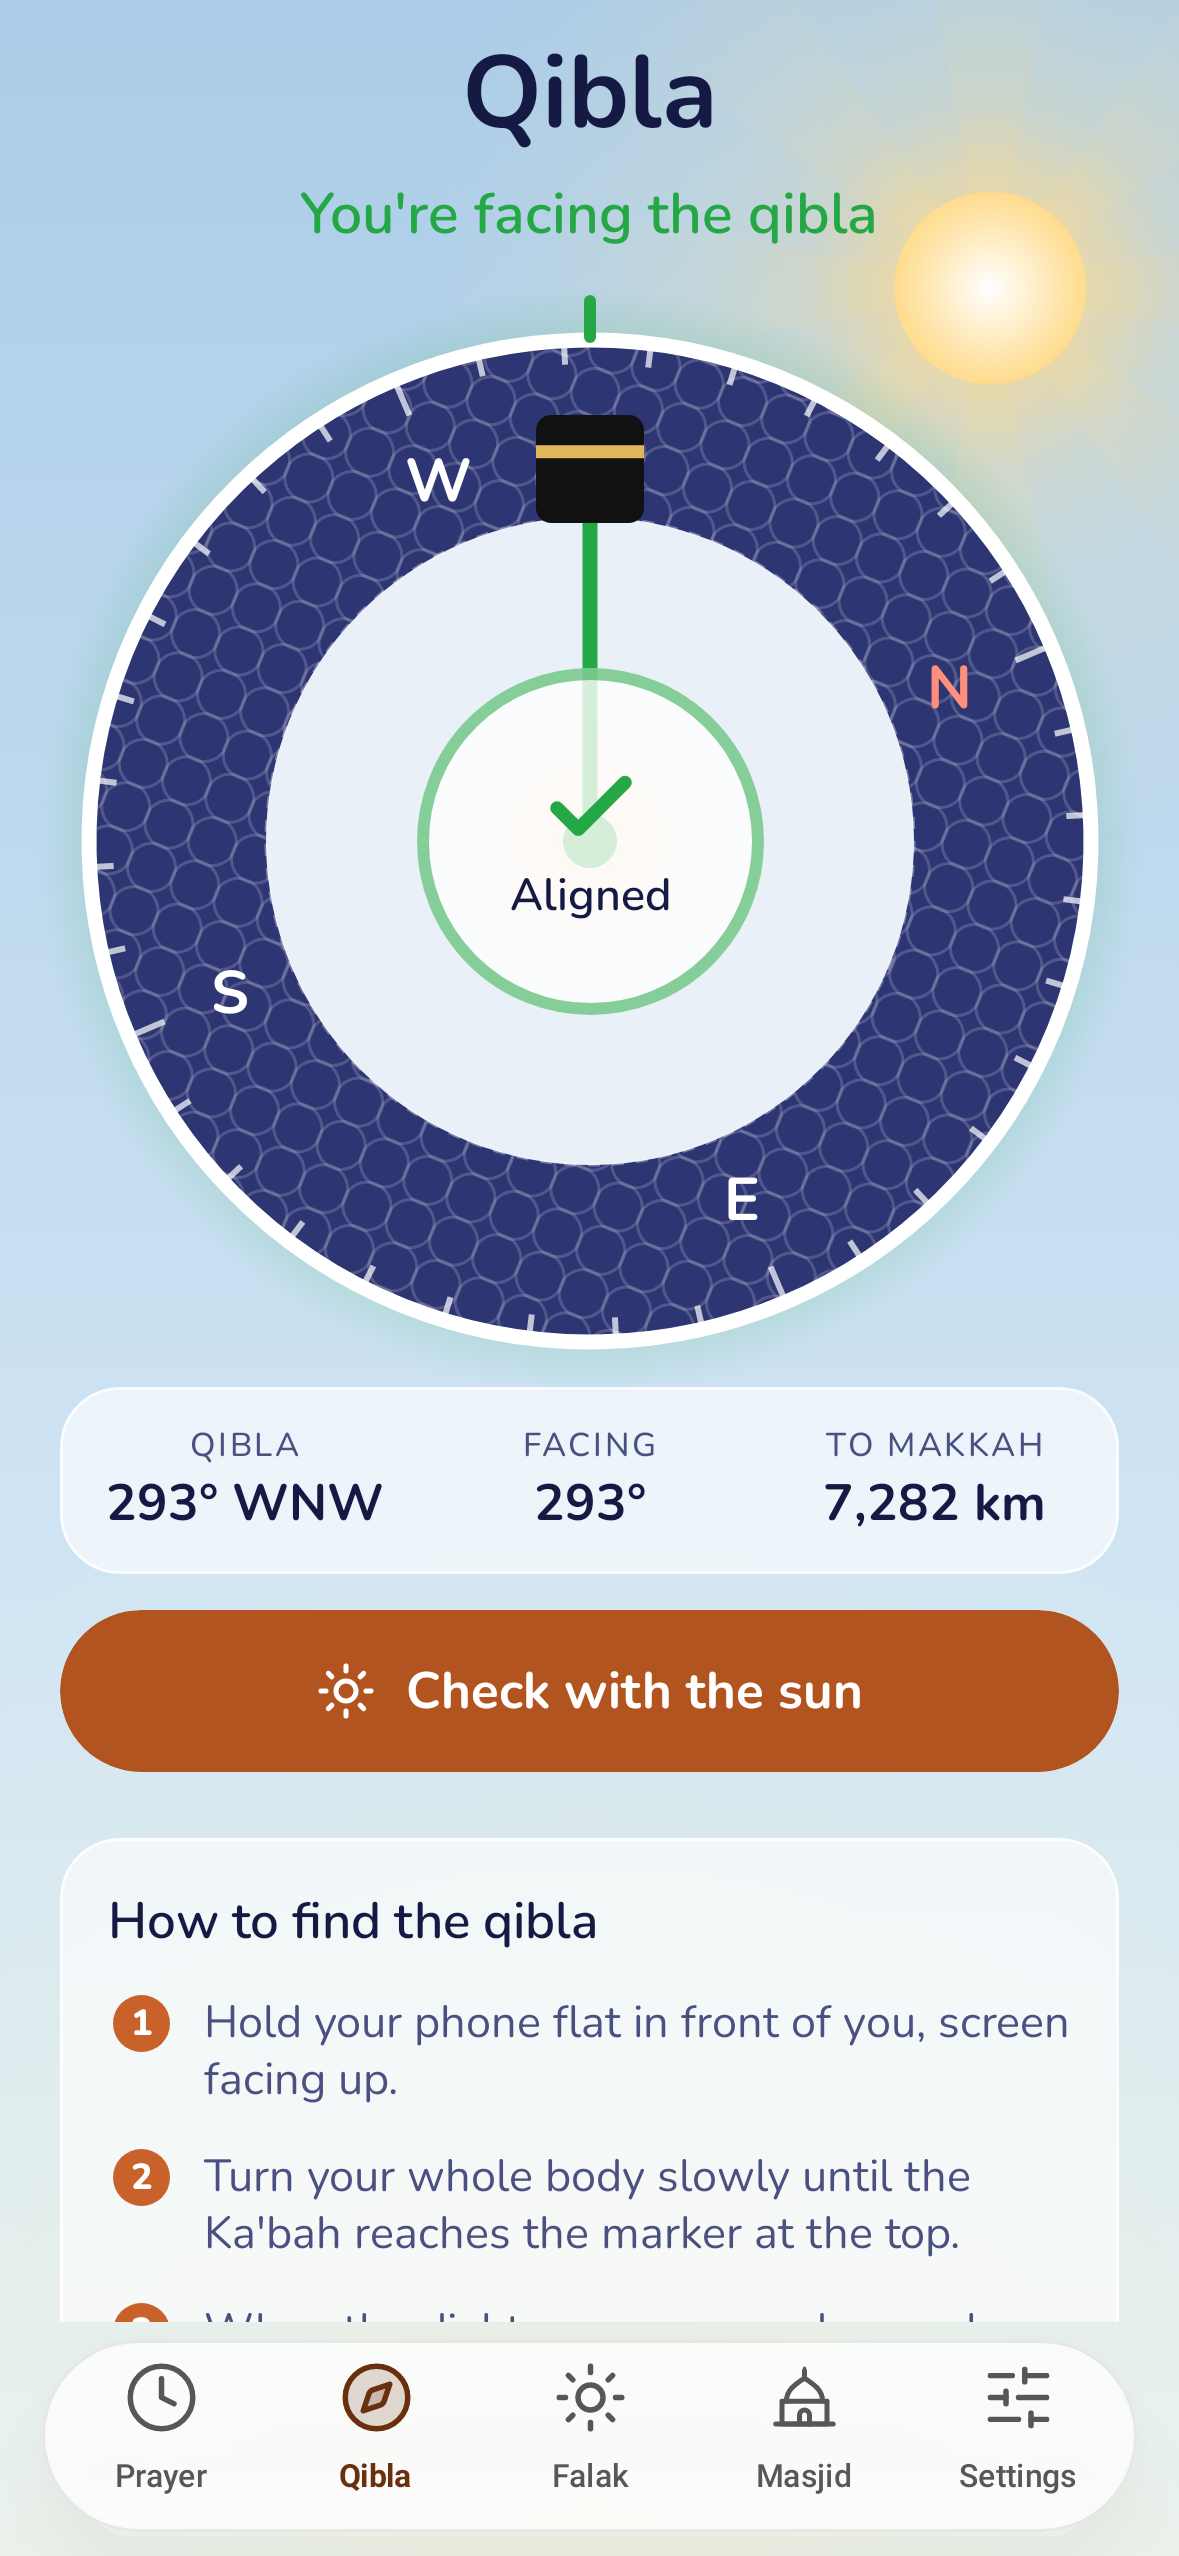 Qibla
You're facing the qibla
W
N
Aligned
S
E
QIBLA FACING TO MAKKAH
293° WNW 293° 7,282 km
Check with the sun
How to find the qibla
1 Hold your phone flat in front of you, screen
facing up.
2 Turn your whole body slowly until the
Ka'bah reaches the marker at the top.
Prayer Qibla Falak Masjid Settings